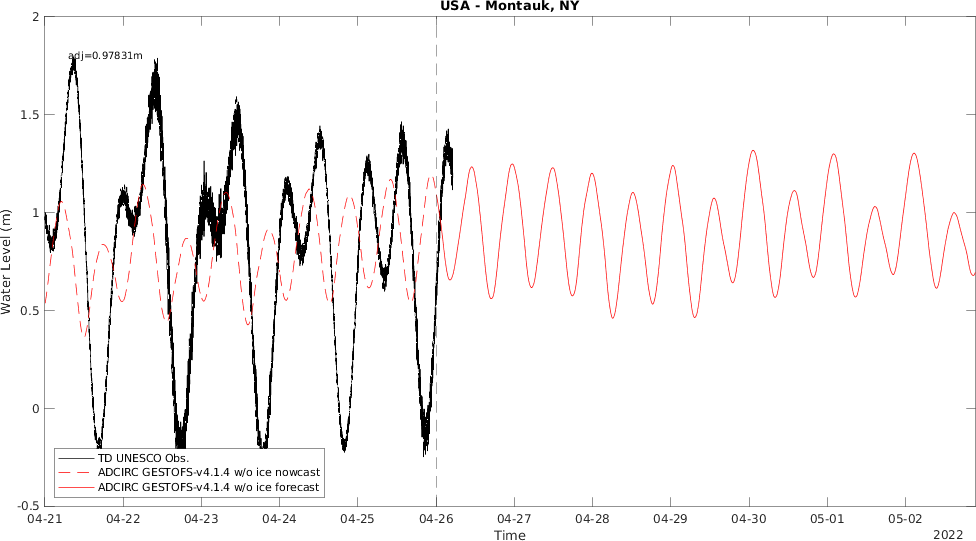 USA - Montauk, NY
adj=0.97831m
Water Level (m)
2
1.5
1
0.5
0
-0.5
TD UNESCO Obs.
ADCIRC GESTOFS-v4.1.4 w/o ice nowcast
ADCIRC GESTOFS-v4.1.4 w/o ice forecast
04-21 04-22 04-23 04-24 04-25 04-26 04-27 04-28 04-29 04-30 05-01 05-02
Time
2022